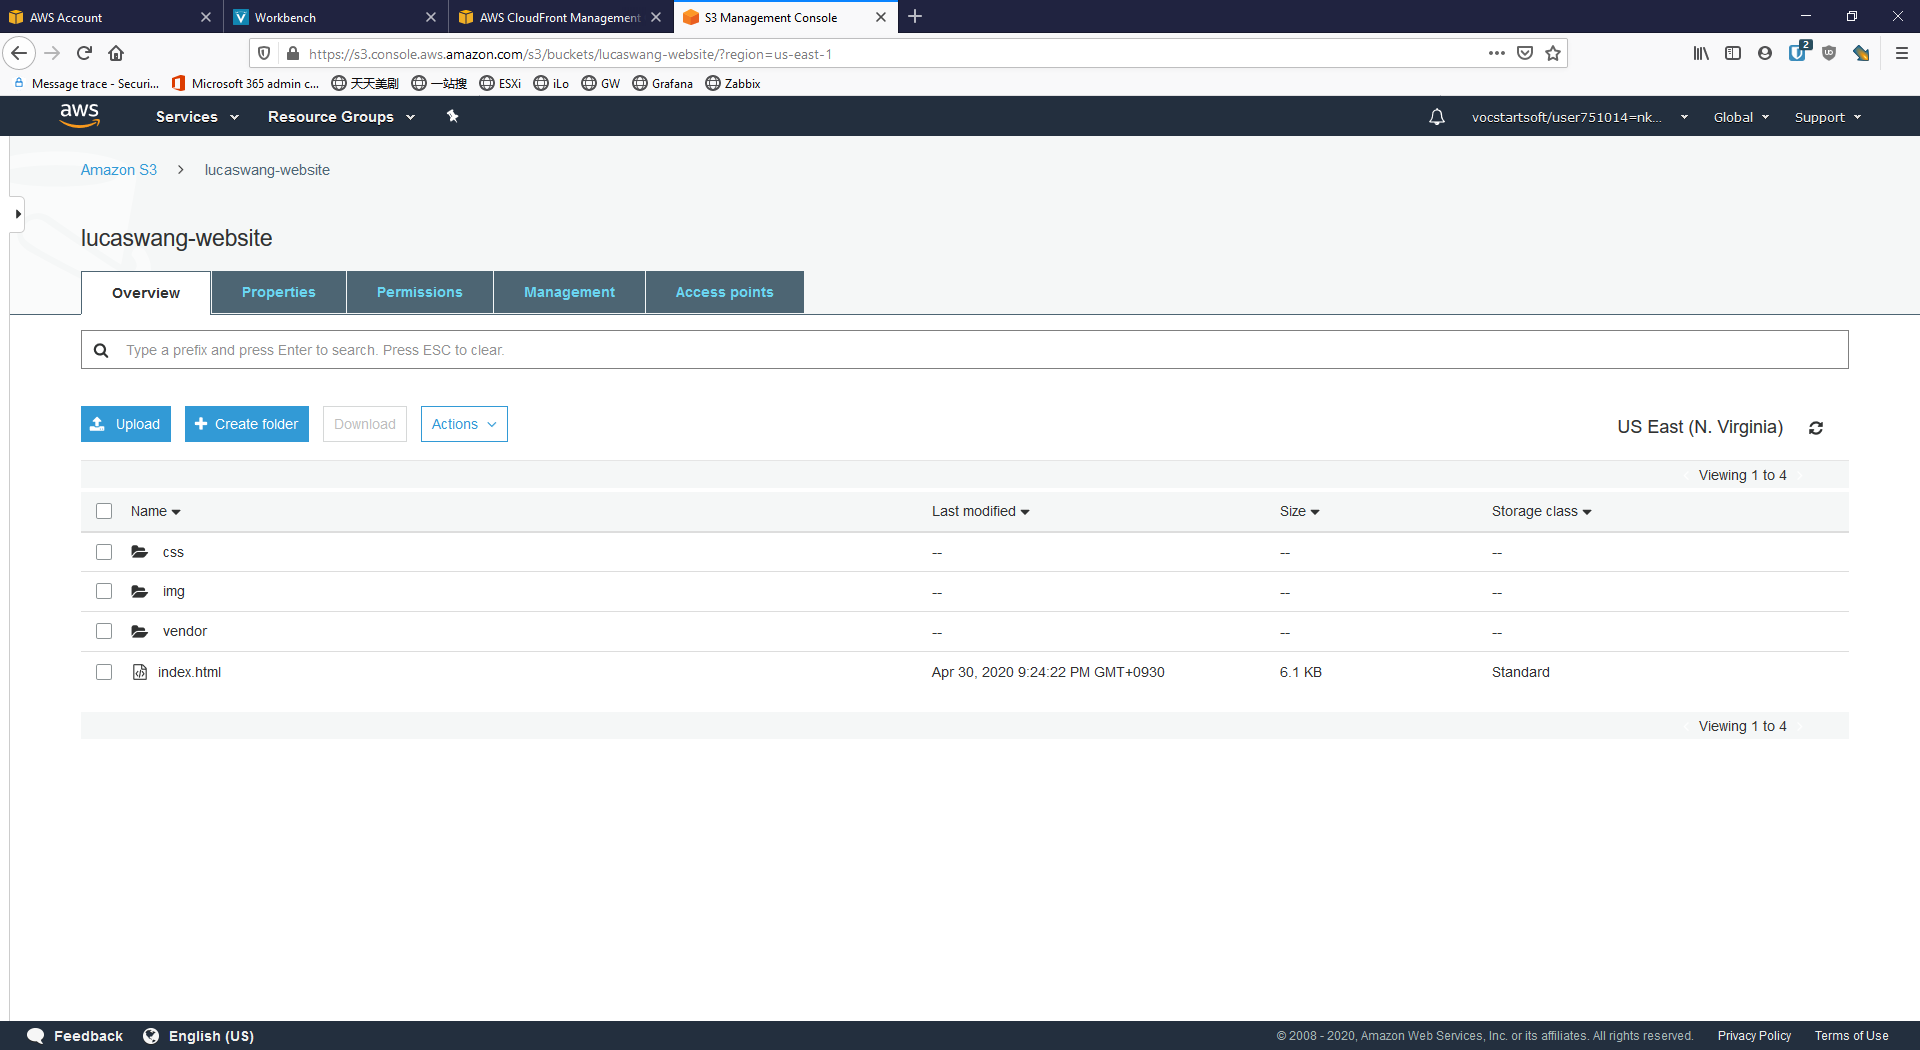 AWS Account
Workbench
AWS CloudFront Management
S3 Management Console
https://s3.console.aws.amazon.com/s3/buckets/lucaswang-website/?region=us-east-1
2
Message trace - Securi...
Microsoft 365 admin c...
天天美剧
一站搜
ESXi
iLo
GW
Grafana
Zabbix
aws
Services
Resource Groups
vocstartsoft/user751014=nk...
Global
Support
Amazon S3
lucaswang-website
lucaswang-website
Overview
Properties
Permissions
Management
Access points
Type a prefix and press Enter to search. Press ESC to clear.
Upload
Create folder
Download
Actions
US East (N. Virginia)
Viewing 1 to 4
Name
Last modified
Size
Storage class
css
--
--
--
img
--
--
--
vendor
--
--
--
index.html
Apr 30, 2020 9:24:22 PM GMT+0930
6.1 KB
Standard
Viewing 1 to 4
Feedback
English (US)
© 2008 - 2020, Amazon Web Services, Inc. or its affiliates. All rights reserved.
Privacy Policy
Terms of Use